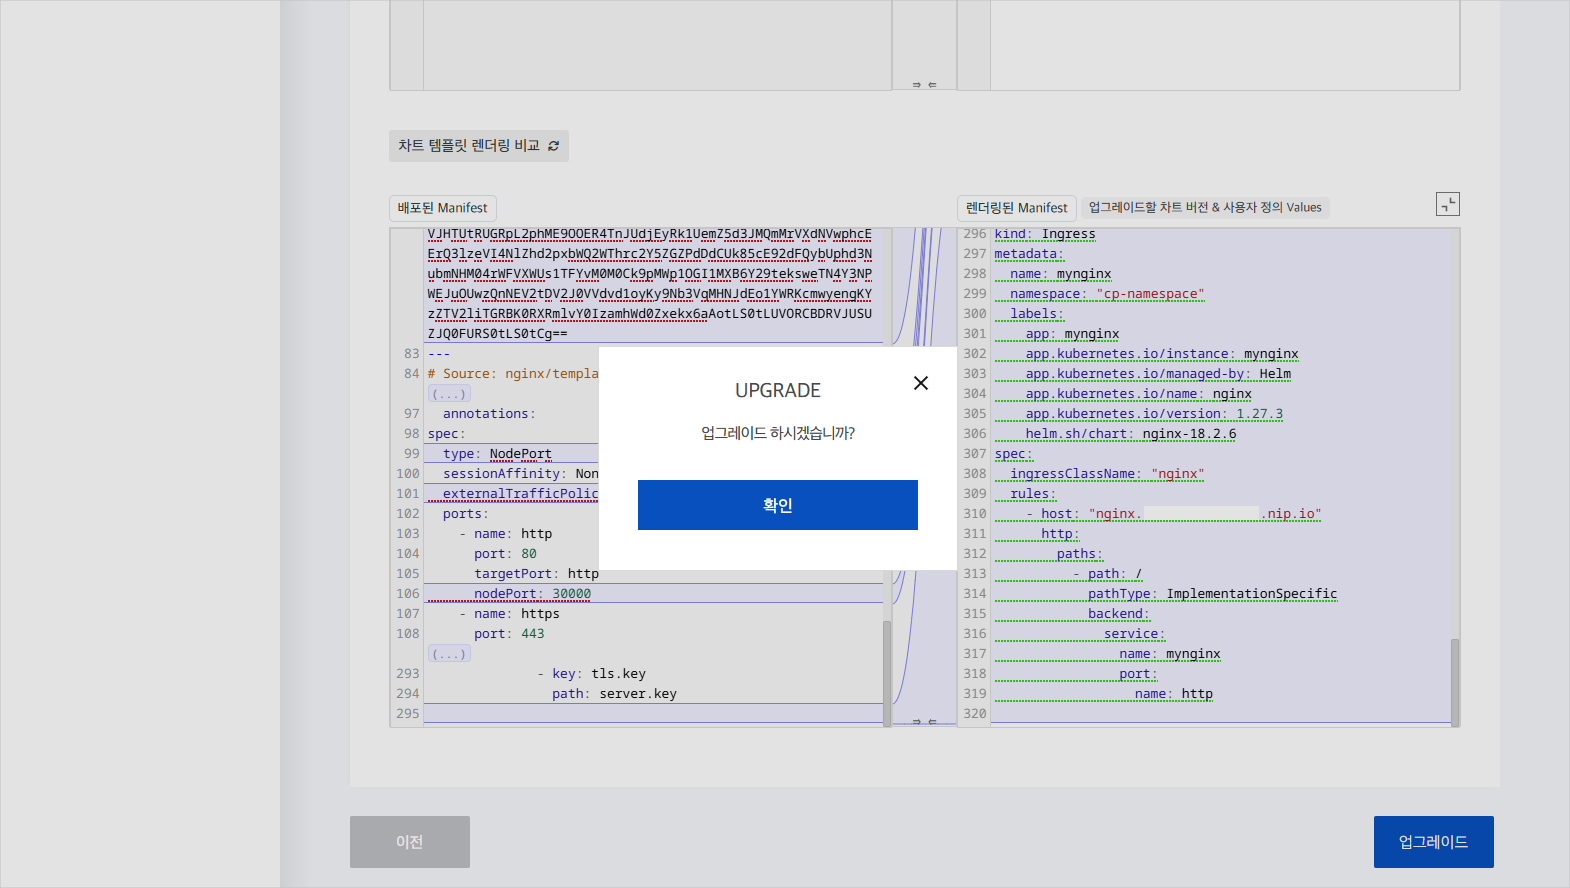 ⇒ ⇐
차트 템플릿 렌더링 비교
배포된 Manifest
렌더링된 Manifest 업그레이드할 차트 버전 & 사용자 정의 Values
VJHTUtRUGRpL2phME9OOER4TnJUdjEyRk1UemZ5d3JMQmMrVXdNVwphcE
ErQ3lzeVI4NlZhd2pxbWQ2WThrc2Y5ZGZPdDdCUk85cE92dFQybUphd3N
ubmNHM04rWFVXWUs1TFYvM0M0Ck9pMWp1OGI1MXB6Y29teksweTN4Y3NP
WEJuOUwzQnNEV2tDV2J0VVdvd1oyKy9Nb3VqMHNJdEo1YWRKcmwyengKY
zZTV2liTGRBK0RXRmlvY0IzamhWd0Zxekx6aAotLS0tLUVORCBDRVJUSU
ZJQ0FURS0tLS0tCg==
83 ---
84 # Source: nginx/templa
(...)
97 annotations:
98 spec:
99 type: NodePort
100 sessionAffinity: Non
101 externalTrafficPolic
102 ports:
103 - name: http
104 port: 80
105 targetPort: http
106 nodePort: 30000
107 - name: https
108 port: 443
(...)
293 - key: tls.key
294 path: server.key
295
⇒ ⇐
296 kind: Ingress
297 metadata:
298 name: mynginx
299 namespace: "cp-namespace"
300 labels:
301 app: mynginx
302 app.kubernetes.io/instance: mynginx
303 app.kubernetes.io/managed-by: Helm
304 app.kubernetes.io/name: nginx
305 app.kubernetes.io/version: 1.27.3
306 helm.sh/chart: nginx-18.2.6
307 spec:
308 ingressClassName: "nginx"
309 rules:
310 - host: "nginx. .nip.io"
311 http:
312 paths:
313 - path: /
314 pathType: ImplementationSpecific
315 backend:
316 service:
317 name: mynginx
318 port:
319 name: http
320
UPGRADE
업그레이드 하시겠습니까?
확인
이전
업그레이드